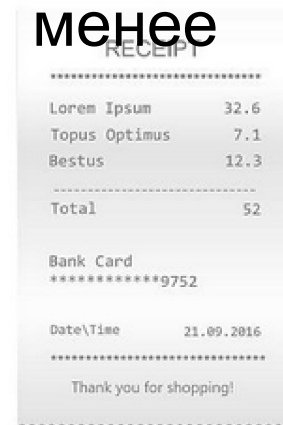 менее
RECEIPT
******************************
Lorem Ipsum 32.6
Topus Optimus 7.1
Bestus 12.3
------------------------------
Total 52
Bank Card
************9752
Date\Time 21.09.2016
******************************
Thank you for shopping!